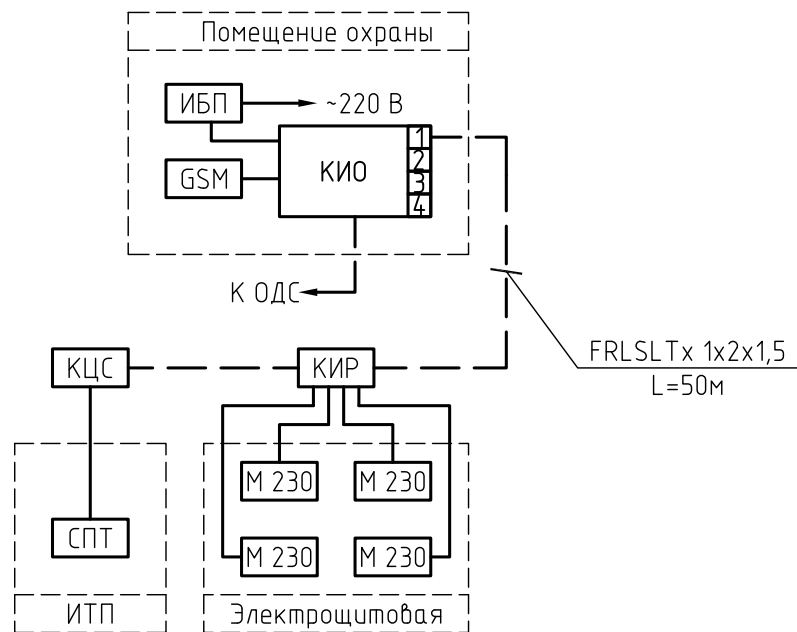 Помещение охраны
ИБП
~220 В
GSM
КИО
1
2
3
4
К ОДС
FRLSLTx 1x2x1,5
L=50м
КЦС
КИР
М 230
М 230
СПТ
М 230
М 230
ИТП
Электрощитовая